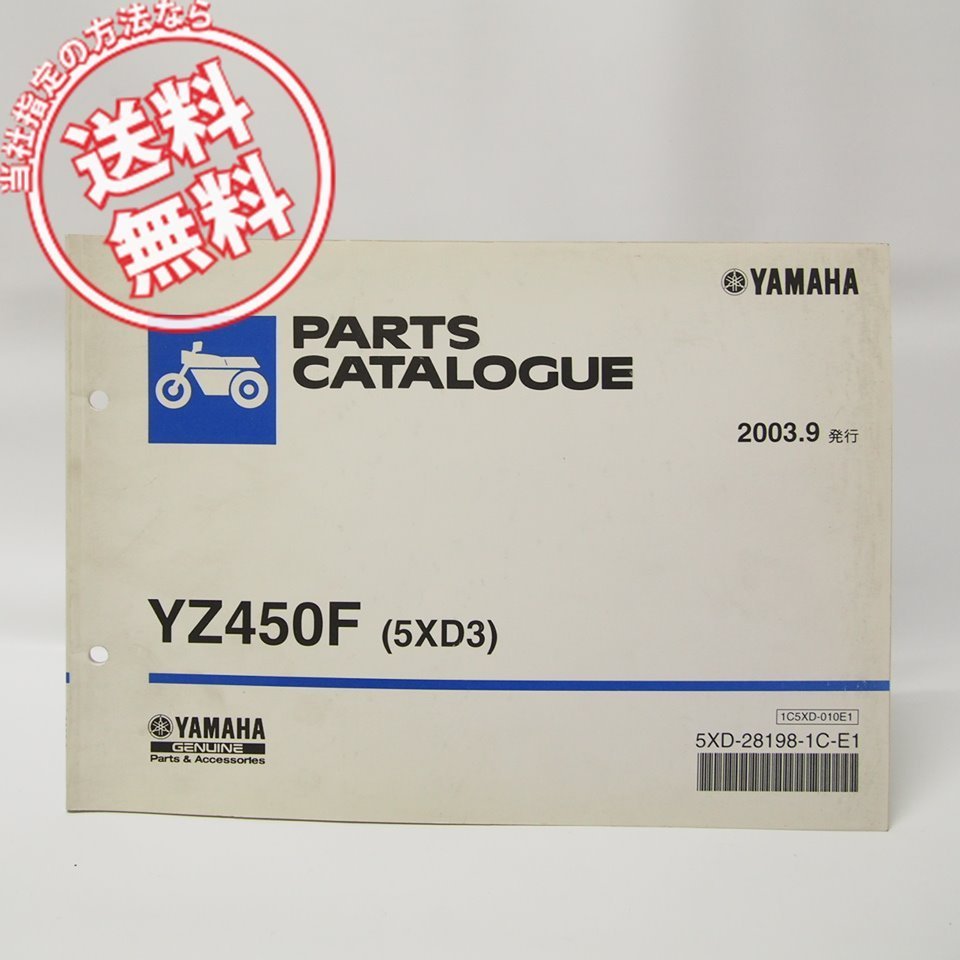 当社指定の方法なら
送料
無料
YAMAHA
PARTS
CATALOGUE
2003.9 発行
YZ450F (5XD3)
YAMAHA
GENUINE
Parts & Accessories
1C5XD-010E1
5XD-28198-1C-E1